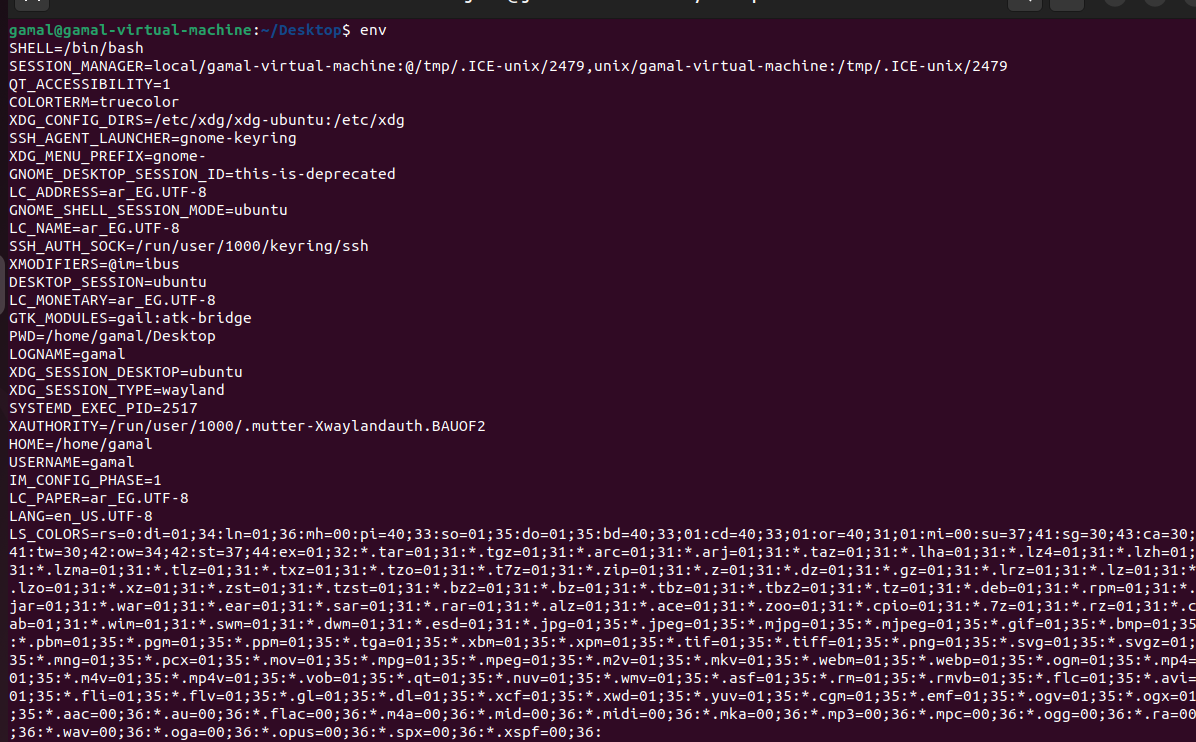 gamal@gamal-virtual-machine:~/Desktop$ env
SHELL=/bin/bash
SESSION_MANAGER=local/gamal-virtual-machine:@/tmp/.ICE-unix/2479,unix/gamal-virtual-machine:/tmp/.ICE-unix/2479
QT_ACCESSIBILITY=1
COLORTERM=truecolor
XDG_CONFIG_DIRS=/etc/xdg/xdg-ubuntu:/etc/xdg
SSH_AGENT_LAUNCHER=gnome-keyring
XDG_MENU_PREFIX=gnome-
GNOME_DESKTOP_SESSION_ID=this-is-deprecated
LC_ADDRESS=ar_EG.UTF-8
GNOME_SHELL_SESSION_MODE=ubuntu
LC_NAME=ar_EG.UTF-8
SSH_AUTH_SOCK=/run/user/1000/keyring/ssh
XMODIFIERS=@im=ibus
DESKTOP_SESSION=ubuntu
LC_MONETARY=ar_EG.UTF-8
GTK_MODULES=gail:atk-bridge
PWD=/home/gamal/Desktop
LOGNAME=gamal
XDG_SESSION_DESKTOP=ubuntu
XDG_SESSION_TYPE=wayland
SYSTEMD_EXEC_PID=2517
XAUTHORITY=/run/user/1000/.mutter-Xwaylandauth.BAUOF2
HOME=/home/gamal
USERNAME=gamal
IM_CONFIG_PHASE=1
LC_PAPER=ar_EG.UTF-8
LANG=en_US.UTF-8
LS_COLORS=rs=0:di=01;34:ln=01;36:mh=00:pi=40;33:so=01;35:do=01;35:bd=40;33;01:cd=40;33;01:or=40;31;01:mi=00:su=37;41:sg=30;43:ca=30;
41:tw=30;42:ow=34;42:st=37;44:ex=01;32:*.tar=01;31:*.tgz=01;31:*.arc=01;31:*.arj=01;31:*.taz=01;31:*.lha=01;31:*.lz4=01;31:*.lzh=01;
31:*.lzma=01;31:*.tlz=01;31:*.txz=01;31:*.tzo=01;31:*.t7z=01;31:*.zip=01;31:*.z=01;31:*.dz=01;31:*.gz=01;31:*.lrz=01;31:*.lz=01;31:*
.lzo=01;31:*.xz=01;31:*.zst=01;31:*.tzst=01;31:*.bz2=01;31:*.bz=01;31:*.tbz=01;31:*.tbz2=01;31:*.tz=01;31:*.deb=01;31:*.rpm=01;31:*.
jar=01;31:*.war=01;31:*.ear=01;31:*.sar=01;31:*.rar=01;31:*.alz=01;31:*.ace=01;31:*.zoo=01;31:*.cpio=01;31:*.7z=01;31:*.rz=01;31:*.c
ab=01;31:*.wim=01;31:*.swm=01;31:*.dwm=01;31:*.esd=01;31:*.jpg=01;35:*.jpeg=01;35:*.mjpg=01;35:*.mjpeg=01;35:*.gif=01;35:*.bmp=01;35
:*.pbm=01;35:*.pgm=01;35:*.ppm=01;35:*.tga=01;35:*.xbm=01;35:*.xpm=01;35:*.tif=01;35:*.tiff=01;35:*.png=01;35:*.svg=01;35:*.svgz=01;
35:*.mng=01;35:*.pcx=01;35:*.mov=01;35:*.mpg=01;35:*.mpeg=01;35:*.m2v=01;35:*.mkv=01;35:*.webm=01;35:*.webp=01;35:*.ogm=01;35:*.mp4=
01;35:*.m4v=01;35:*.mp4v=01;35:*.vob=01;35:*.qt=01;35:*.nuv=01;35:*.wmv=01;35:*.asf=01;35:*.rm=01;35:*.rmvb=01;35:*.flc=01;35:*.avi=
01;35:*.fli=01;35:*.flv=01;35:*.gl=01;35:*.dl=01;35:*.xcf=01;35:*.xwd=01;35:*.yuv=01;35:*.cgm=01;35:*.emf=01;35:*.ogv=01;35:*.ogx=01
;35:*.aac=00;36:*.au=00;36:*.flac=00;36:*.m4a=00;36:*.mid=00;36:*.midi=00;36:*.mka=00;36:*.mp3=00;36:*.mpc=00;36:*.ogg=00;36:*.ra=00
;36:*.wav=00;36:*.oga=00;36:*.opus=00;36:*.spx=00;36:*.xspf=00;36: